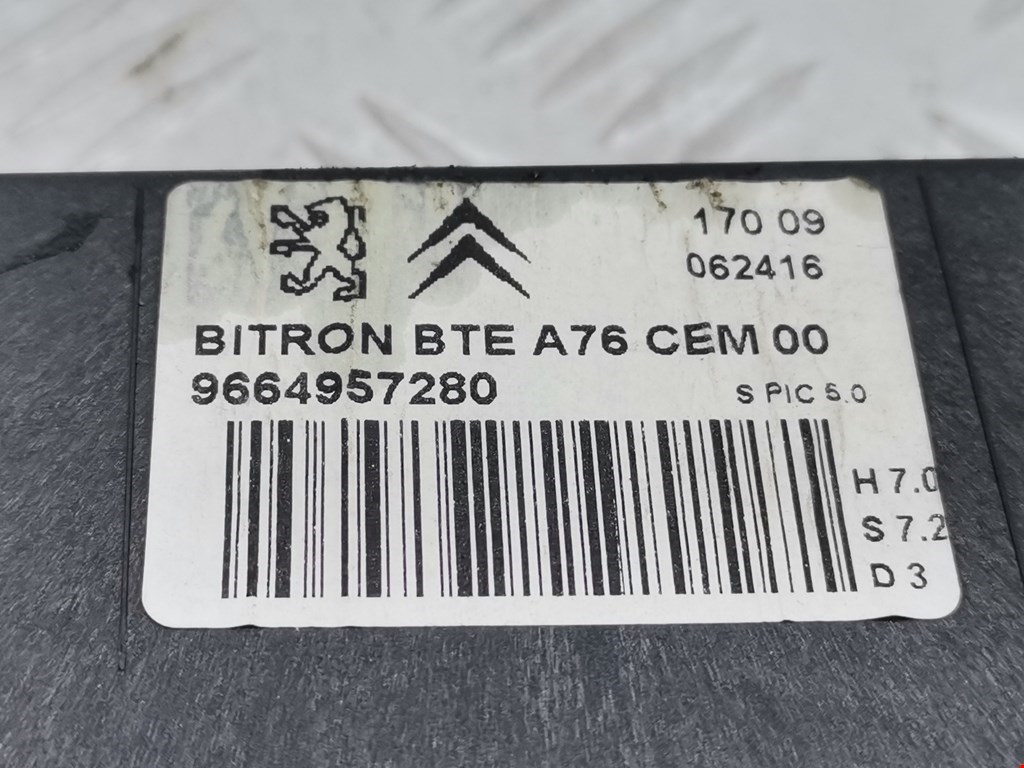 170 09
062416
BITRON BTE A76 CEM 00
9664957280
S PIC 5.0
H 7.0
S 7.2
D 3